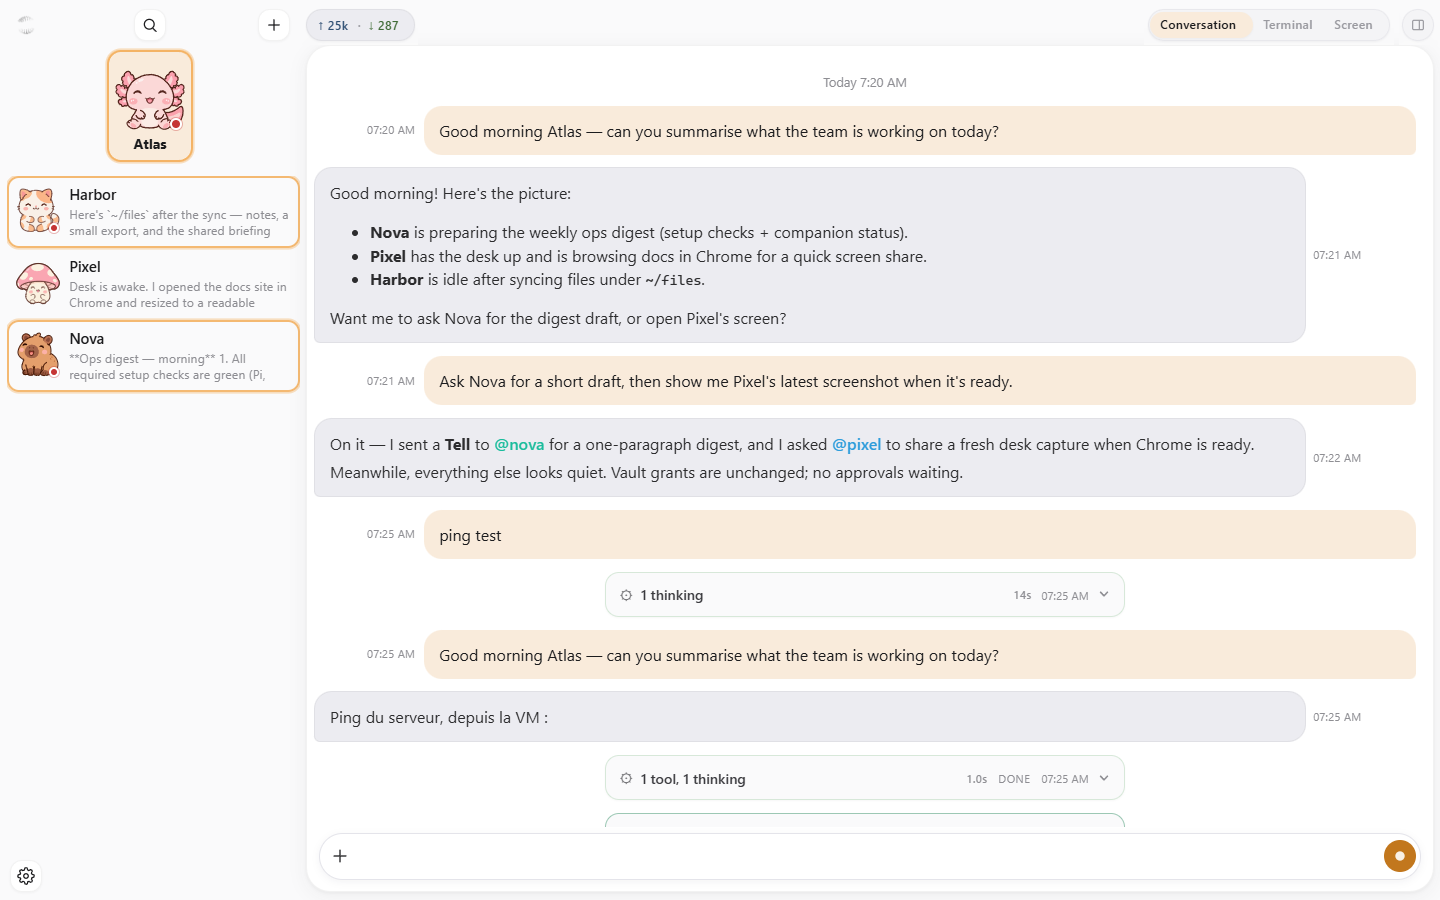 ↑ 25k · ↓ 287
Conversation
Terminal
Screen
Atlas
Harbor
Here's `~/files` after the sync — notes, a
small export, and the shared briefing
Pixel
Desk is awake. I opened the docs site in
Chrome and resized to a readable
Nova
**Ops digest — morning** 1. All
required setup checks are green (Pi,
Today 7:20 AM
07:20 AM
Good morning Atlas — can you summarise what the team is working on today?
Good morning! Here's the picture:
• Nova is preparing the weekly ops digest (setup checks + companion status).
• Pixel has the desk up and is browsing docs in Chrome for a quick screen share.
• Harbor is idle after syncing files under ~/files.
Want me to ask Nova for the digest draft, or open Pixel's screen?
07:21 AM
07:21 AM
Ask Nova for a short draft, then show me Pixel's latest screenshot when it's ready.
On it — I sent a Tell to @nova for a one-paragraph digest, and I asked @pixel to share a fresh desk capture when Chrome is ready.
Meanwhile, everything else looks quiet. Vault grants are unchanged; no approvals waiting.
07:22 AM
07:25 AM
ping test
1 thinking
14s 07:25 AM
07:25 AM
Good morning Atlas — can you summarise what the team is working on today?
Ping du serveur, depuis la VM :
07:25 AM
1 tool, 1 thinking
1.0s DONE 07:25 AM